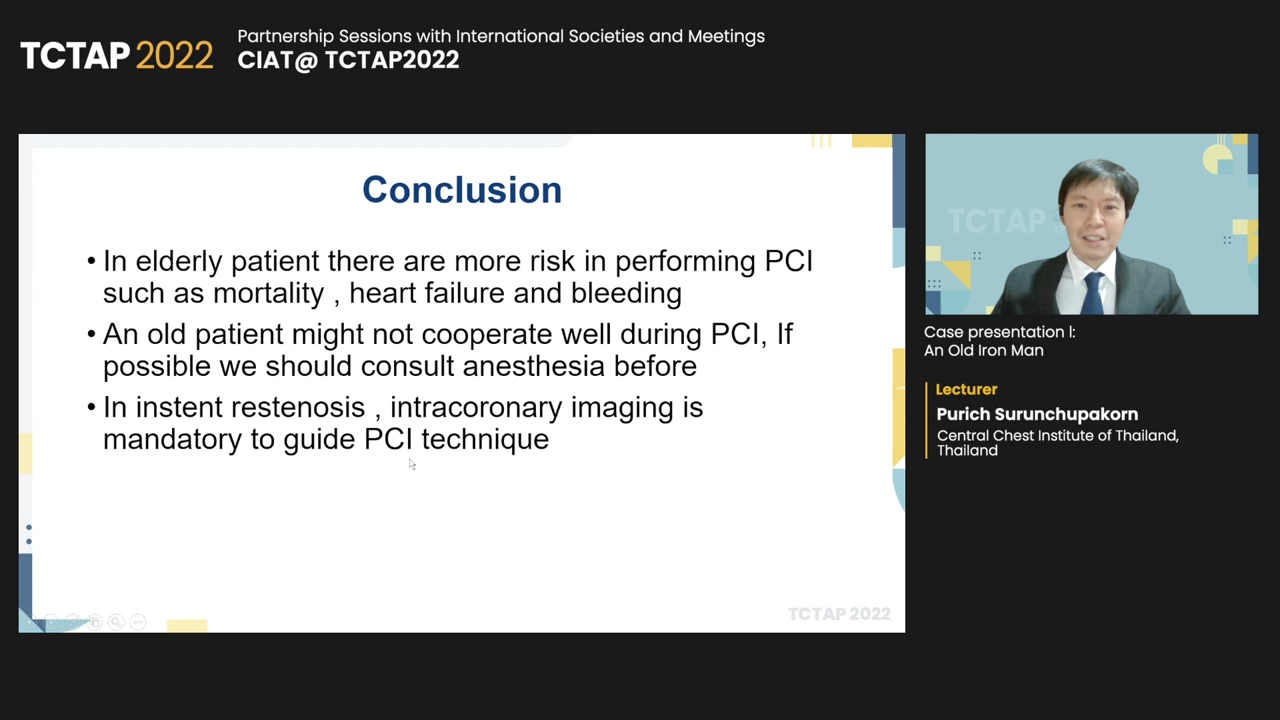 TCTAP 2022
Partnership Sessions with International Societies and Meetings
CIAT@ TCTAP2022
Conclusion
• In elderly patient there are more risk in performing PCI
such as mortality , heart failure and bleeding
• An old patient might not cooperate well during PCI, If
possible we should consult anesthesia before
• In instent restenosis , intracoronary imaging is
mandatory to guide PCI technique
TCTAP 2022
TCTAP
Case presentation I:
An Old Iron Man
Lecturer
Purich Surunchupakorn
Central Chest Institute of Thailand,
Thailand